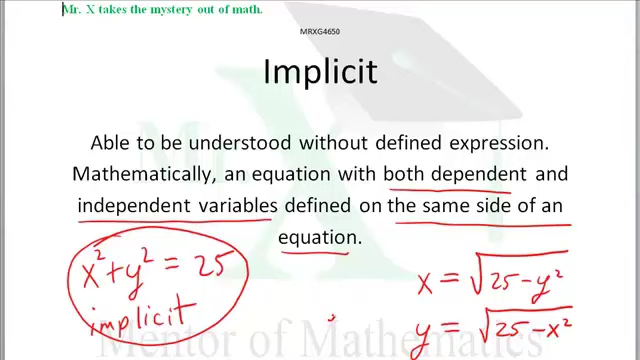 Mr. X takes the mystery out of math.
MRXG4650
Implicit
Able to be understood without defined expression.
Mathematically, an equation with both dependent and
independent variables defined on the same side of an
equation.
x² + y² = 25
implicit
x = √25 - y²
y = √25 - x²
Mr. X
Mentor of Mathematics